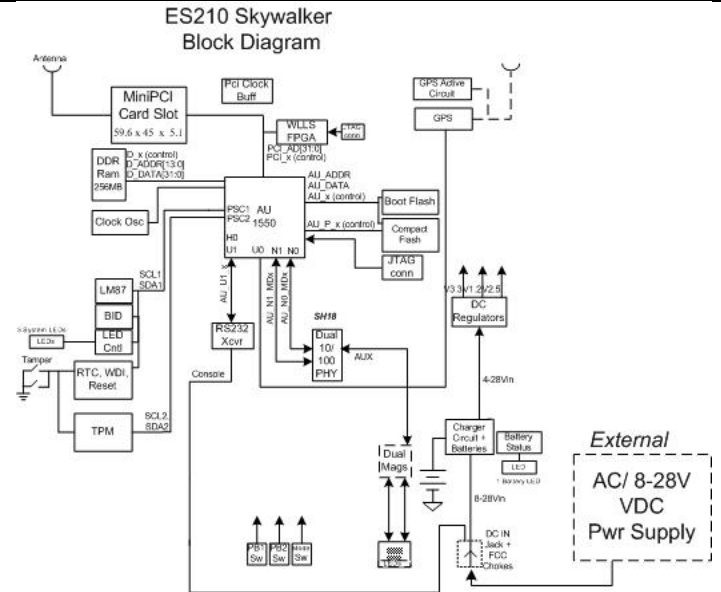 ES210 Skywalker
Block Diagram
Antenna
MiniPCI
Card Slot
59.6 x 45 x 5.1
Pci Clock
Buff
GPS Active
Circuit
GPS
WLLS
FPGA
JTAG
conn
PCI_AD[31:0]
PCI_x (control)
DDR
Ram
256MB
D_x (control)
D_ADDR[13:0]
D_DATA[31:0]
AU_ADDR
AU_DATA
AU_x (control)
Boot Flash
Clock Osc
PSC1
PSC2
AU
1550
H0
U1 U0 N1 N0
AU_P_x (control)
Compact
Flash
JTAG
conn
SCL1
SDA1
LM87
BID
LED
Cntl
LEDs
Tamper
RTC, WDI,
Reset
TPM
SCL2,
SDA2
AU_U1_x
AU_N1_MDx
AU_N0_MDx
RS232
Xcvr
Console
SH18
Dual
10/
100
PHY
AUX
V3.3
V1.2
V2.5
DC
Regulators
4-28Vin
Charger
Circuit +
Batteries
Battery
Status
LED
1 Battery LED
8-28Vin
Dual
Mags
DC IN
Jack +
FCC
Chokes
PB1
Sw
PB2
Sw
Sw
External
AC/ 8-28V
VDC
Pwr Supply